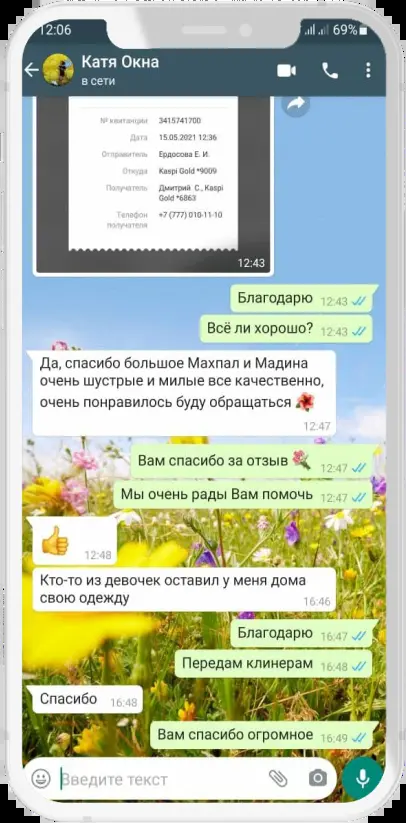 12:06
69%
Катя Окна
в сети
№ квитанции 3415741700
Дата 15.05.2021 12:36
Отправитель Ердосова Е. И.
Откуда Kaspi Gold *9009
Получатель Дмитрий С., Kaspi
Gold *6863
Телефон +7 (777) 010-11-10
получателя
12:43
Благодарю 12:43
Всё ли хорошо? 12:43
Да, спасибо большое Махпал и Мадина
очень шустрые и милые все качественно,
очень понравилось буду обращаться 🌺
12:47
Вам спасибо за отзыв 🌷 12:47
Мы очень рады Вам помочь 12:47
👍 12:48
Кто-то из девочек оставил у меня дома
свою одежду 16:46
Благодарю 16:47
Передам клинерам 16:48
Спасибо 16:48
Вам спасибо огромное 16:49
Введите текст